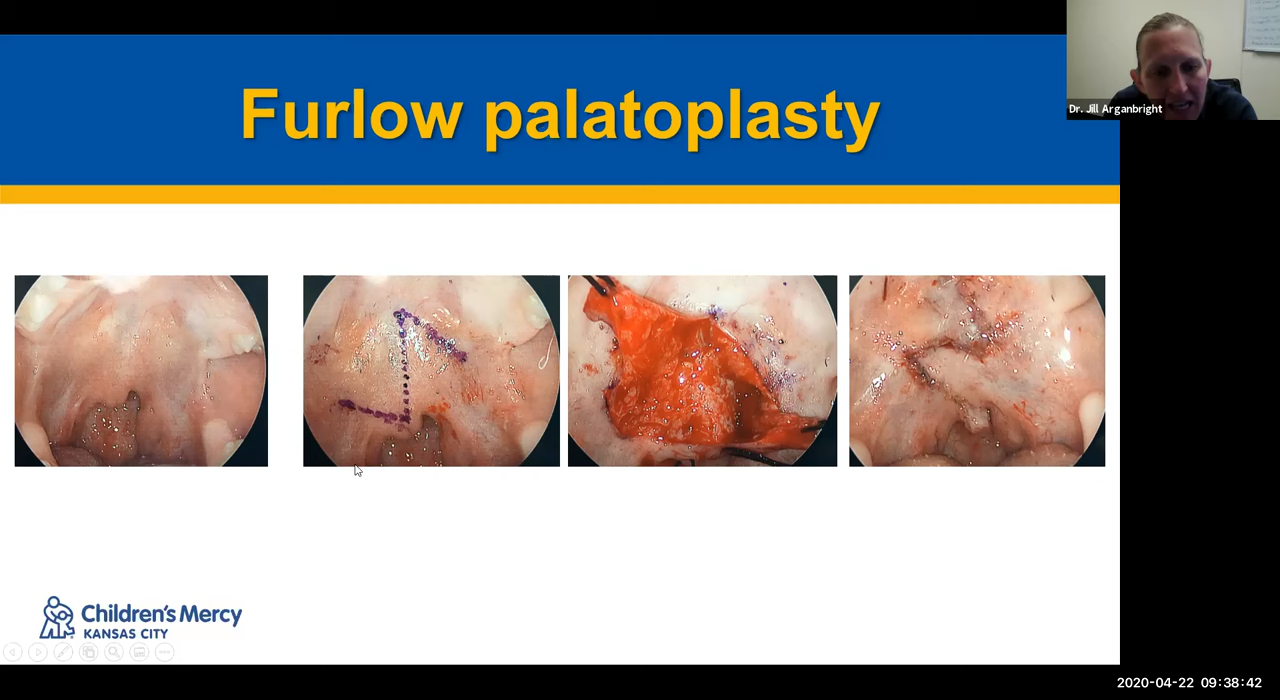 Furlow palatoplasty
Dr. Jill Arganbright
Children's Mercy
KANSAS CITY
2020-04-22 09:38:42